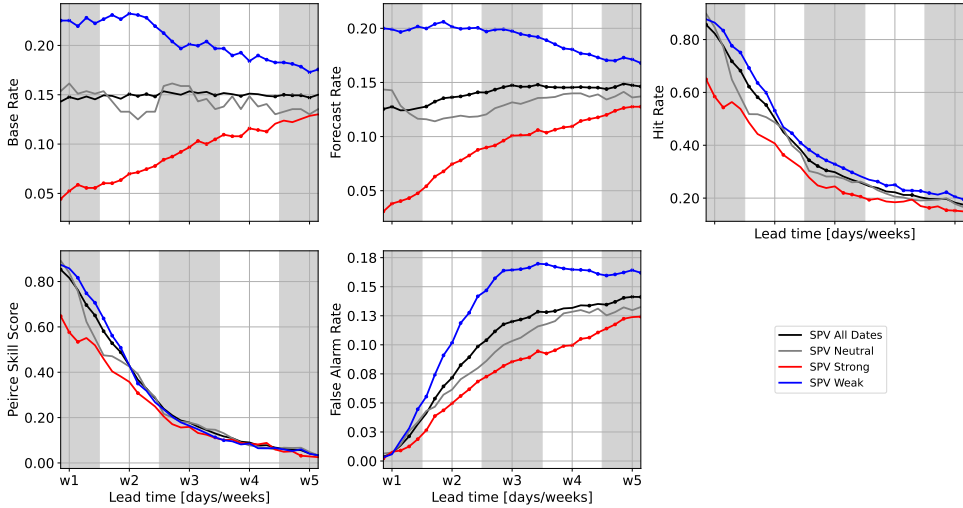 Base Rate
0.20
0.15
0.10
0.05
Forecast Rate
0.20
0.15
0.10
0.05
Hit Rate
0.80
0.60
0.40
0.20
Lead time [days/weeks]
Peirce Skill Score
0.80
0.60
0.40
0.20
0.00
w1 w2 w3 w4 w5
Lead time [days/weeks]
False Alarm Rate
0.18
0.15
0.13
0.10
0.08
0.05
0.03
0.00
w1 w2 w3 w4 w5
Lead time [days/weeks]
SPV All Dates
SPV Neutral
SPV Strong
SPV Weak